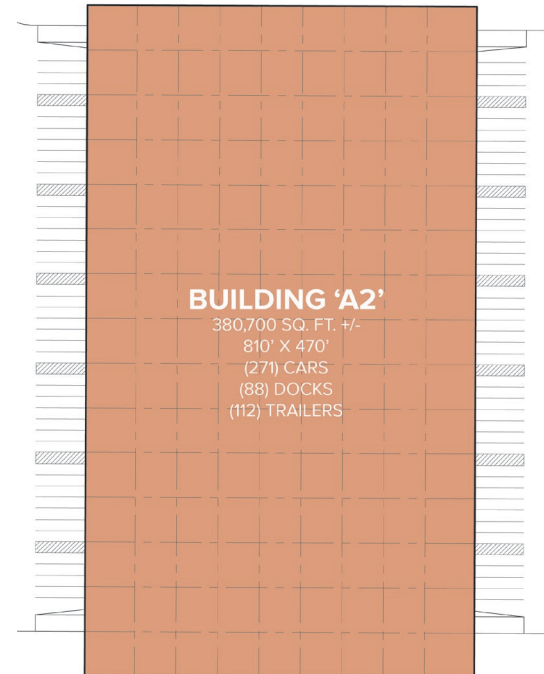 BUILDING ‘A2’
380,700 SQ. FT. +/-
810’ X 470’
(271) CARS
(88) DOCKS
(112) TRAILERS